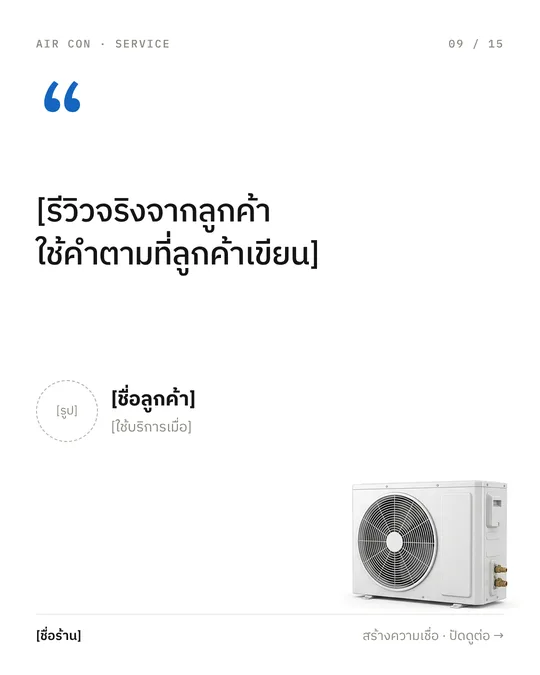 AIR CON · SERVICE
09 / 15
“
[รีวิวจริงจากลูกค้า
ใช้คำตามที่ลูกค้าเขียน]
[รูป]
[ชื่อลูกค้า]
[ใช้บริการเมื่อ]
[ชื่อร้าน]
สร้างความเชื่อ · ปัดดูต่อ →